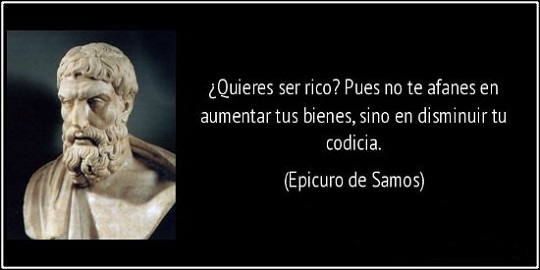 ¿Quieres ser rico? Pues no te afanes en
aumentar tus bienes, sino en disminuir tu
codicia.
(Epicuro de Samos)